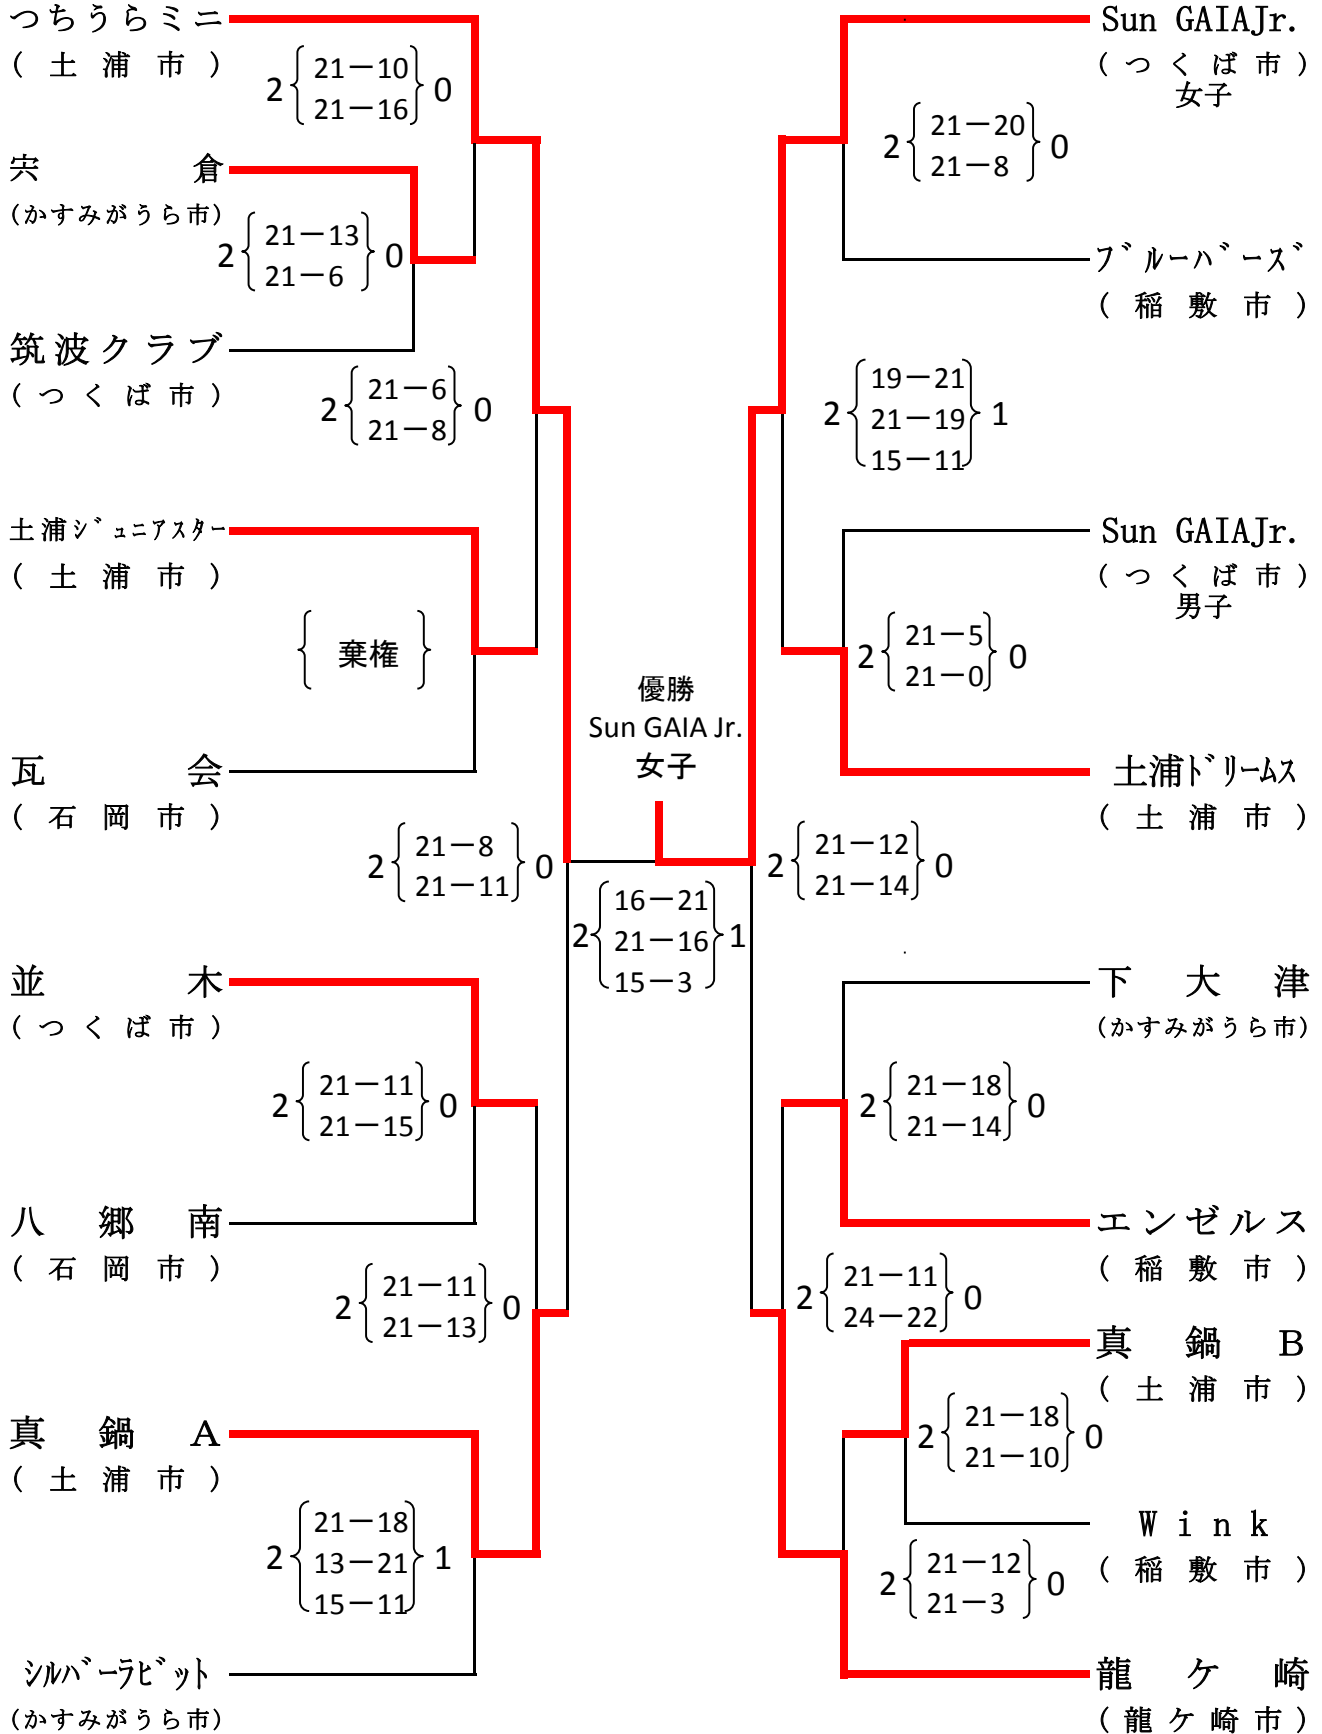 つちうらミニ
(土浦市)
2 21－10 0
21－16
宍倉
(かすみがうら市)
2 21－13 0
21－6
筑波クラブ
(つくば市)
2 21－6 0
21－8
土浦ｼﾞｭﾆｱｽﾀｰ
(土浦市)
棄権
瓦会
(石岡市)
2 21－8 0
21－11
並木
(つくば市)
2 21－11 0
21－15
八郷南
(石岡市)
2 21－11 0
21－13
真鍋A
(土浦市)
2 21－18 1
13－21
15－11
ｼﾙﾊﾞｰﾗﾋﾞｯﾄ
(かすみがうら市)
優勝
Sun GAIA Jr.
女子
2 16－21 1
21－16
15－3
Sun GAIAJr.
(つくば市)
女子
2 21－20 0
21－8
ﾌﾞﾙｰﾊﾞｰｽﾞ
(稲敷市)
2 19－21 1
21－19
15－11
Sun GAIAJr.
(つくば市)
男子
2 21－5 0
21－0
土浦ﾄﾞﾘｰﾑｽ
(土浦市)
2 21－12 0
21－14
下大津
(かすみがうら市)
2 21－18 0
21－14
エンゼルス
(稲敷市)
2 21－11 0
24－22
真鍋B
(土浦市)
2 21－18 0
21－10
Wink
(稲敷市)
2 21－12 0
21－3
龍ケ崎
(龍ケ崎市)